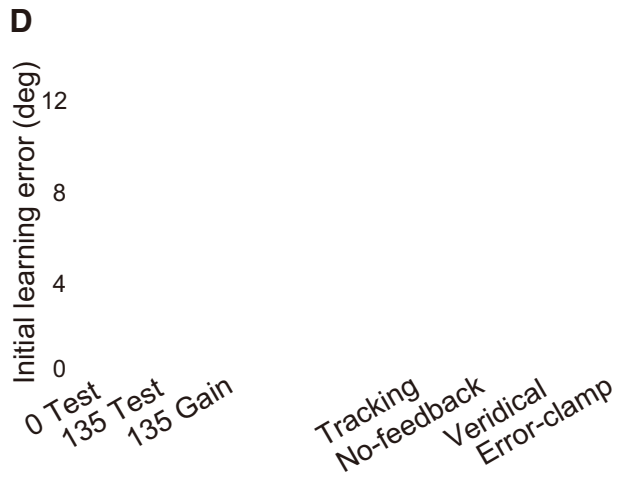 D
Initial learning error (deg)
12
8
4
0
0 Test
135 Test
135 Gain
Tracking
No-feedback
Veridical
Error-clamp